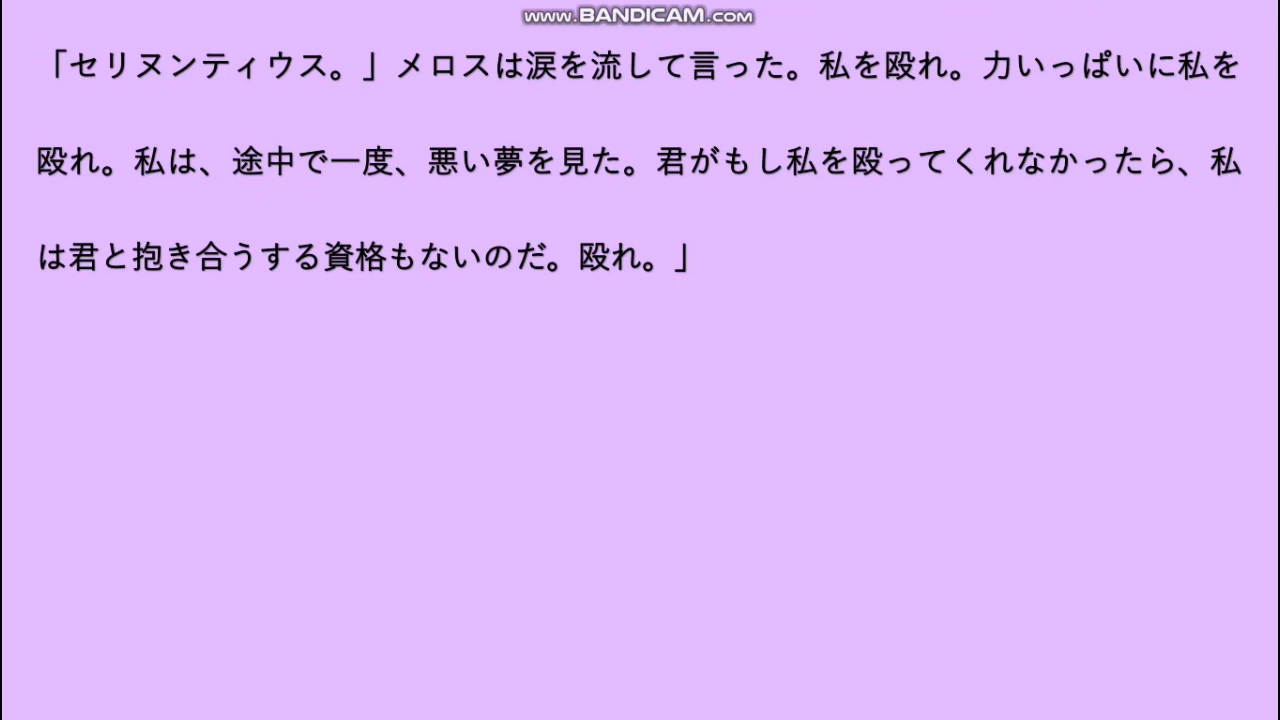 www.BANDICAM.com
「セリヌンティウス。」メロスは涙を流して言った。私を殴れ。力いっぱいに私を
殴れ。私は、途中で一度、悪い夢を見た。君がもし私を殴ってくれなかったら、私
は君と抱き合うする資格もないのだ。殴れ。」